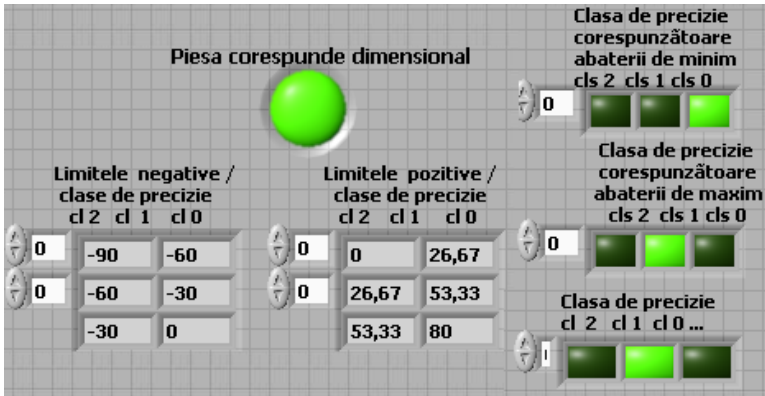 Piesa corespunde dimensional
Clasa de precizie
corespunzãtoare
abaterii de minim
cls 2 cls 1 cls 0
0
Limitele negative /
clase de precizie
cl 2 cl 1 cl 0
0 -90 -60
0 -60 -30
-30 0
Limitele pozitive /
clase de precizie
cl 2 cl 1 cl 0
0 0 26,67
0 26,67 53,33
53,33 80
Clasa de precizie
corespunzãtoare
abaterii de maxim
cls 2 cls 1 cls 0
0
Clasa de precizie
cl 2 cl 1 cl 0 ...